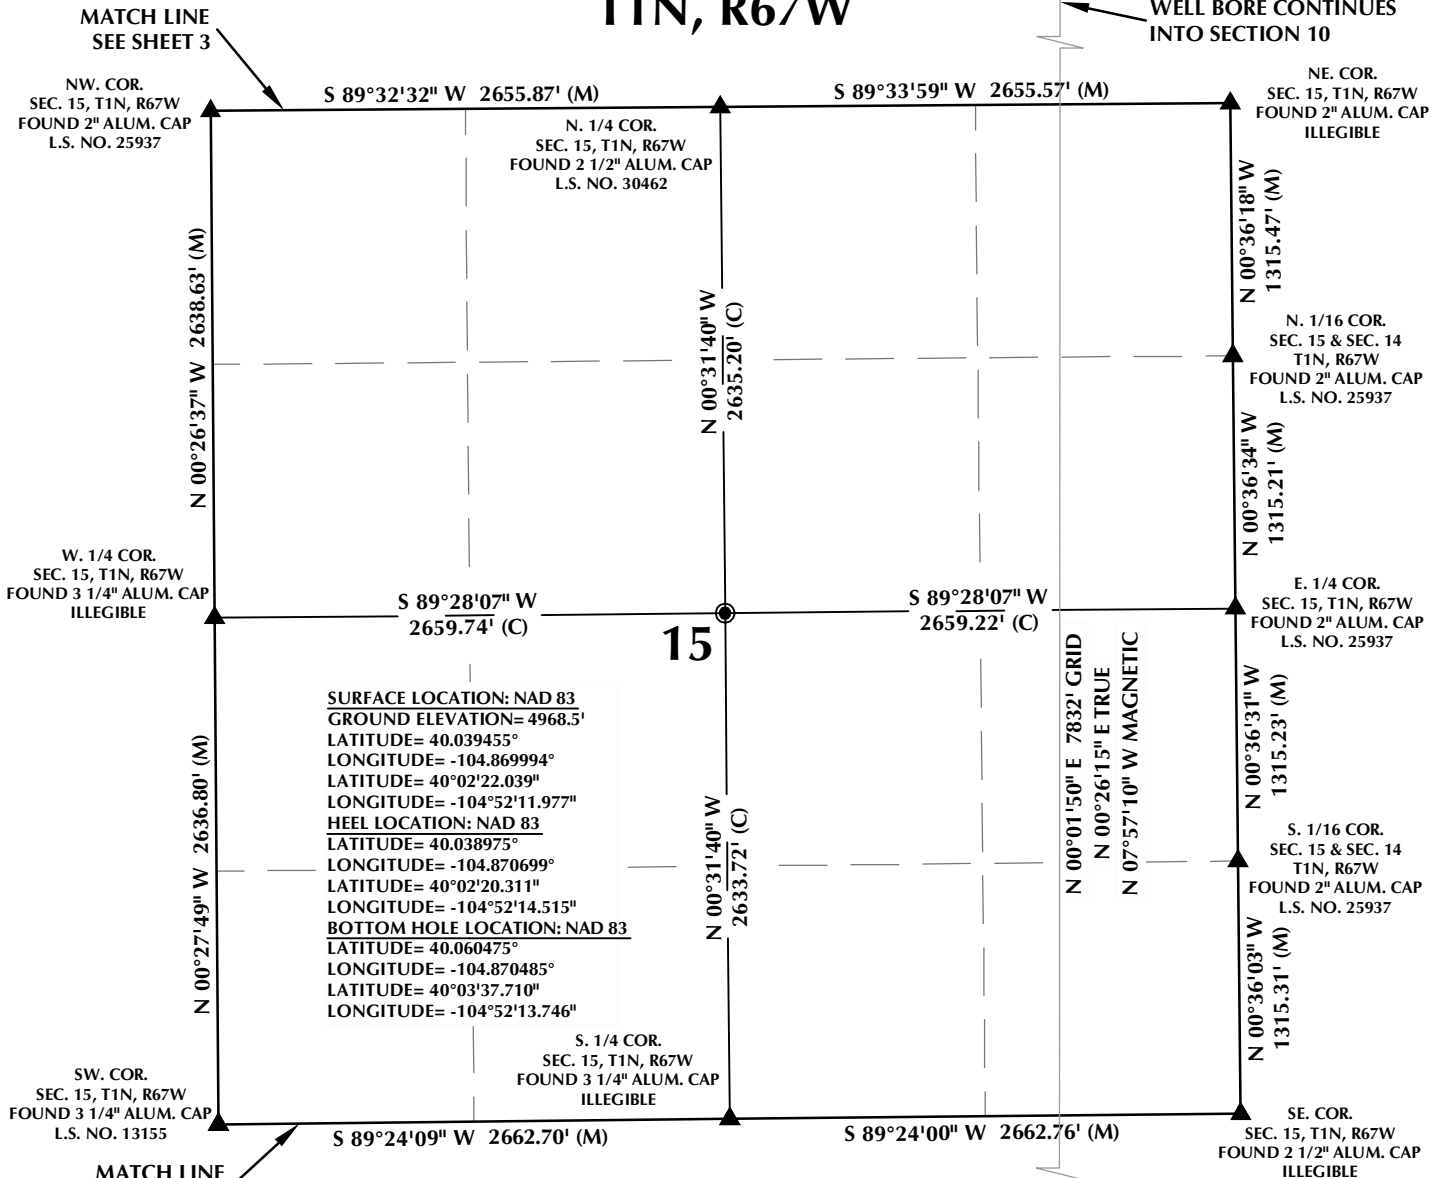 T1N, R67W
MATCH LINE
SEE SHEET 3
WELL BORE CONTINUES
INTO SECTION 10
NW. COR.
SEC. 15, T1N, R67W
FOUND 2" ALUM. CAP
L.S. NO. 25937
S 89°32'32" W 2655.87' (M)
N. 1/4 COR.
SEC. 15, T1N, R67W
FOUND 2 1/2" ALUM. CAP
L.S. NO. 30462
S 89°33'59" W 2655.57' (M)
NE. COR.
SEC. 15, T1N, R67W
FOUND 2" ALUM. CAP
ILLEGIBLE
N 00°26'37" W 2638.63' (M)
N 00°31'40" W
2635.20' (C)
N 00°36'18" W
1315.47' (M)
N. 1/16 COR.
SEC. 15 & SEC. 14
T1N, R67W
FOUND 2" ALUM. CAP
L.S. NO. 25937
N 00°36'34" W
1315.21' (M)
W. 1/4 COR.
SEC. 15, T1N, R67W
FOUND 3 1/4" ALUM. CAP
ILLEGIBLE
S 89°28'07" W
2659.74' (C)
15
S 89°28'07" W
2659.22' (C)
E. 1/4 COR.
SEC. 15, T1N, R67W
FOUND 2" ALUM. CAP
L.S. NO. 25937
N 00°27'49" W 2636.80' (M)
SURFACE LOCATION: NAD 83
GROUND ELEVATION= 4968.5'
LATITUDE= 40.039455°
LONGITUDE= -104.869994°
LATITUDE= 40°02'22.039"
LONGITUDE= -104°52'11.977"
HEEL LOCATION: NAD 83
LATITUDE= 40.038975°
LONGITUDE= -104.870699°
LATITUDE= 40°02'20.311"
LONGITUDE= -104°52'14.515"
BOTTOM HOLE LOCATION: NAD 83
LATITUDE= 40.060475°
LONGITUDE= -104.870485°
LATITUDE= 40°03'37.710"
LONGITUDE= -104°52'13.746"
N 00°31'40" W
2633.72' (C)
N 00°01'50" E 7832' GRID
N 00°26'15" E TRUE
N 07°57'10" W MAGNETIC
N 00°36'31" W
1315.23' (M)
S. 1/16 COR.
SEC. 15 & SEC. 14
T1N, R67W
FOUND 2" ALUM. CAP
L.S. NO. 25937
N 00°36'03" W
1315.31' (M)
SW. COR.
SEC. 15, T1N, R67W
FOUND 3 1/4" ALUM. CAP
L.S. NO. 13155
S 89°24'09" W 2662.70' (M)
S. 1/4 COR.
SEC. 15, T1N, R67W
FOUND 3 1/4" ALUM. CAP
ILLEGIBLE
S 89°24'00" W 2662.76' (M)
SE. COR.
SEC. 15, T1N, R67W
FOUND 2 1/2" ALUM. CAP
ILLEGIBLE
MATCH LINE